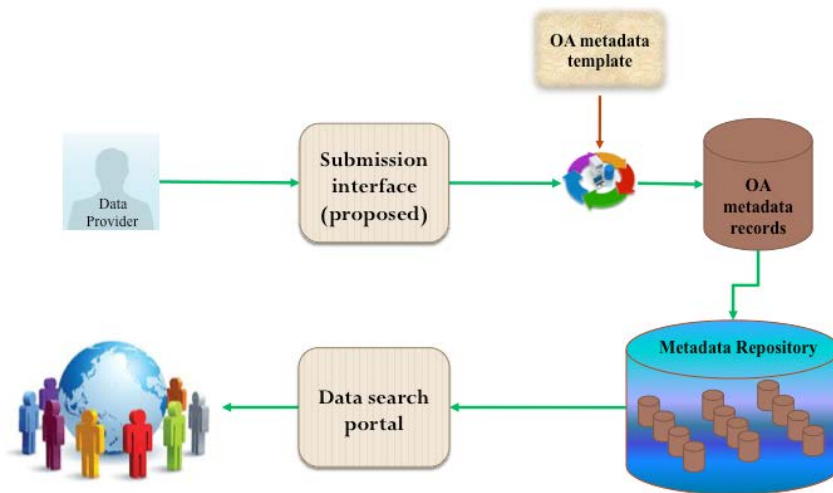 OA metadata
template
Data
Provider
Submission
interface
(proposed)
OA
metadata
records
Metadata Repository
Data search
portal